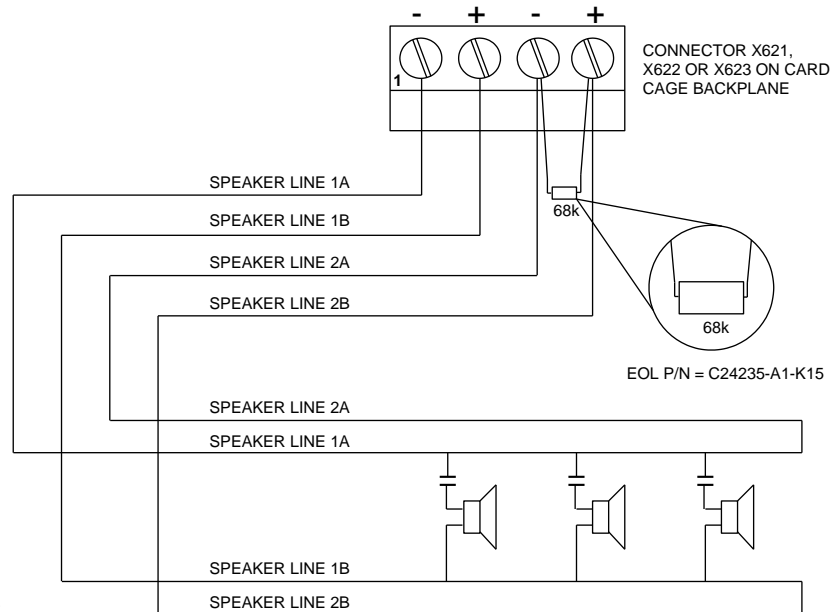 - + - +
1
CONNECTOR X621,
X622 OR X623 ON CARD
CAGE BACKPLANE
SPEAKER LINE 1A
68k
SPEAKER LINE 1B
SPEAKER LINE 2A
SPEAKER LINE 2B
68k
EOL P/N = C24235-A1-K15
SPEAKER LINE 2A
SPEAKER LINE 1A
SPEAKER LINE 1B
SPEAKER LINE 2B